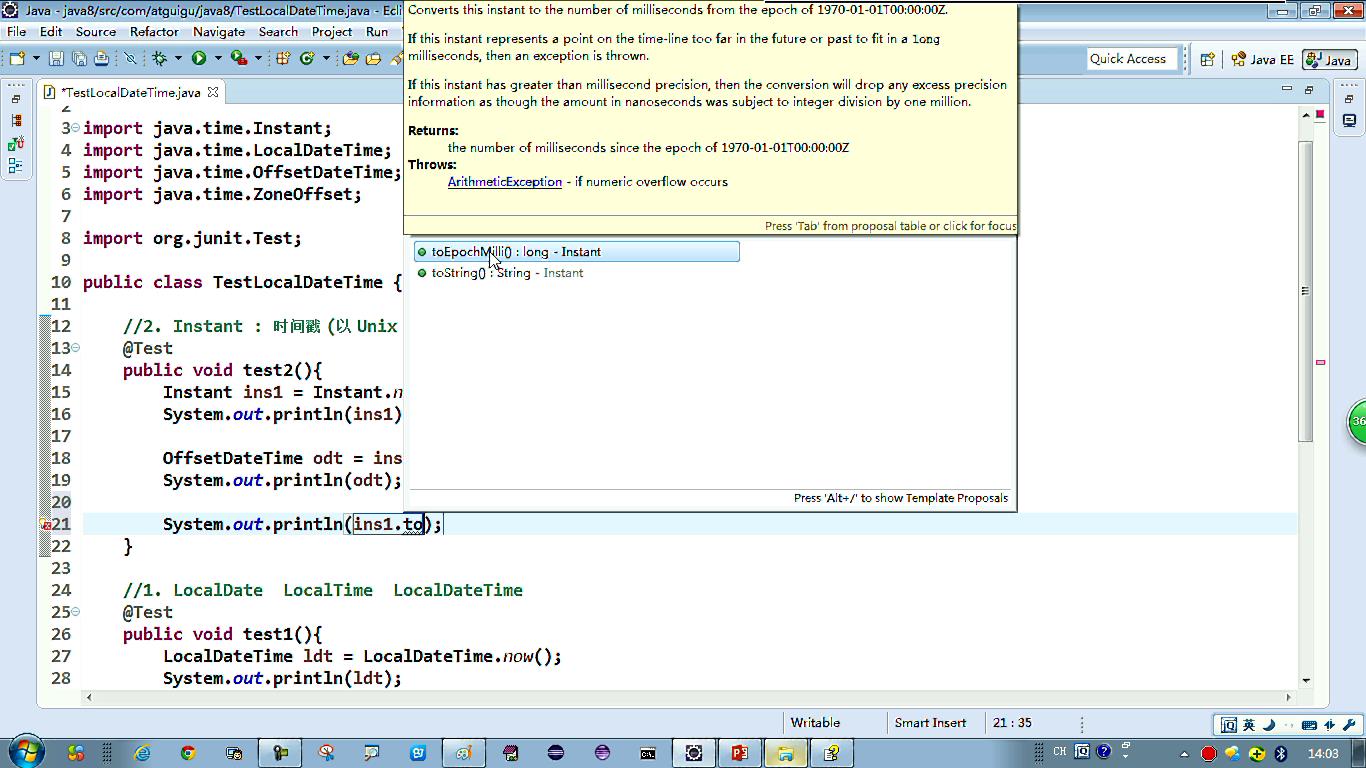 Java - java8/src/com/atguigu/java8/TestLocalDateTime.java - Ecli
File Edit Source Refactor Navigate Search Project Run
Quick Access
Java EE
Java
*TestLocalDateTime.java
2
3 import java.time.Instant;
4 import java.time.LocalDateTime;
5 import java.time.OffsetDateTime;
6 import java.time.ZoneOffset;
7
8 import org.junit.Test;
9
10 public class TestLocalDateTime {
11
12 //2. Instant : 时间戳 (以 Unix
13 @Test
14 public void test2(){
15 Instant ins1 = Instant.n
16 System.out.println(ins1)
17
18 OffsetDateTime odt = ins
19 System.out.println(odt);
20
21 System.out.println(ins1.to);
22 }
23
24 //1. LocalDate LocalTime LocalDateTime
25 @Test
26 public void test1(){
27 LocalDateTime ldt = LocalDateTime.now();
28 System.out.println(ldt);
Converts this instant to the number of milliseconds from the epoch of 1970-01-01T00:00:00Z.
If this instant represents a point on the time-line too far in the future or past to fit in a long
milliseconds, then an exception is thrown.
If this instant has greater than millisecond precision, then the conversion will drop any excess precision
information as though the amount in nanoseconds was subject to integer division by one million.
Returns:
the number of milliseconds since the epoch of 1970-01-01T00:00:00Z
Throws:
ArithmeticException - if numeric overflow occurs
Press 'Tab' from proposal table or click for focus
toEpochMilli() : long - Instant
toString() : String - Instant
Press 'Alt+/' to show Template Proposals
36
Writable
Smart Insert
21 : 35
英
CH
14:03